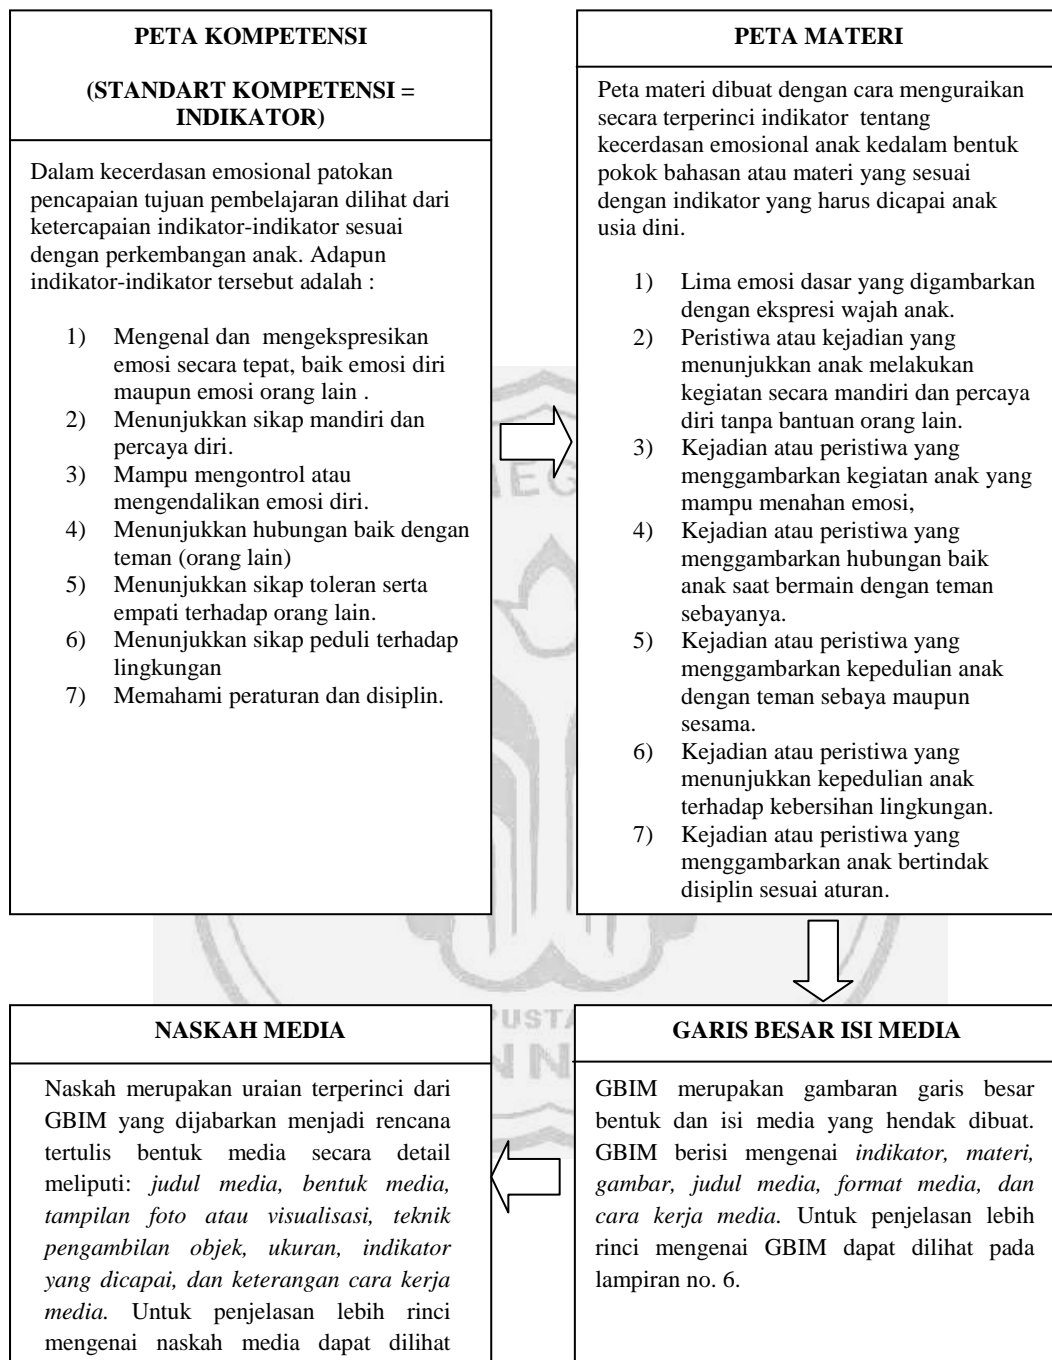 PETA KOMPETENSI
(STANDART KOMPETENSI =
INDIKATOR)
Dalam kecerdasan emosional patokan
pencapaian tujuan pembelajaran dilihat dari
ketercapaian indikator-indikator sesuai
dengan perkembangan anak. Adapun
indikator-indikator tersebut adalah :
1) Mengenal dan mengekspresikan
emosi secara tepat, baik emosi diri
maupun emosi orang lain .
2) Menunjukkan sikap mandiri dan
percaya diri.
3) Mampu mengontrol atau
mengendalikan emosi diri.
4) Menunjukkan hubungan baik dengan
teman (orang lain)
5) Menunjukkan sikap toleran serta
empati terhadap orang lain.
6) Menunjukkan sikap peduli terhadap
lingkungan
7) Memahami peraturan dan disiplin.
PETA MATERI
Peta materi dibuat dengan cara menguraikan
secara terperinci indikator tentang
kecerdasan emosional anak kedalam bentuk
pokok bahasan atau materi yang sesuai
dengan indikator yang harus dicapai anak
usia dini.
1) Lima emosi dasar yang digambarkan
dengan ekspresi wajah anak.
2) Peristiwa atau kejadian yang
menunjukkan anak melakukan
kegiatan secara mandiri dan percaya
diri tanpa bantuan orang lain.
3) Kejadian atau peristiwa yang
menggambarkan kegiatan anak yang
mampu menahan emosi,
4) Kejadian atau peristiwa yang
menggambarkan hubungan baik
anak saat bermain dengan teman
sebayanya.
5) Kejadian atau peristiwa yang
menggambarkan kepedulian anak
dengan teman sebaya maupun
sesama.
6) Kejadian atau peristiwa yang
menunjukkan kepedulian anak
terhadap kebersihan lingkungan.
7) Kejadian atau peristiwa yang
menggambarkan anak bertindak
disiplin sesuai aturan.
GARIS BESAR ISI MEDIA
GBIM merupakan gambaran garis besar
bentuk dan isi media yang hendak dibuat.
GBIM berisi mengenai indikator, materi,
gambar, judul media, format media, dan
cara kerja media. Untuk penjelasan lebih
rinci mengenai GBIM dapat dilihat pada
lampiran no. 6.
NASKAH MEDIA
Naskah merupakan uraian terperinci dari
GBIM yang dijabarkan menjadi rencana
tertulis bentuk media secara detail
meliputi: judul media, bentuk media,
tampilan foto atau visualisasi, teknik
pengambilan objek, ukuran, indikator
yang dicapai, dan keterangan cara kerja
media. Untuk penjelasan lebih rinci
mengenai naskah media dapat dilihat